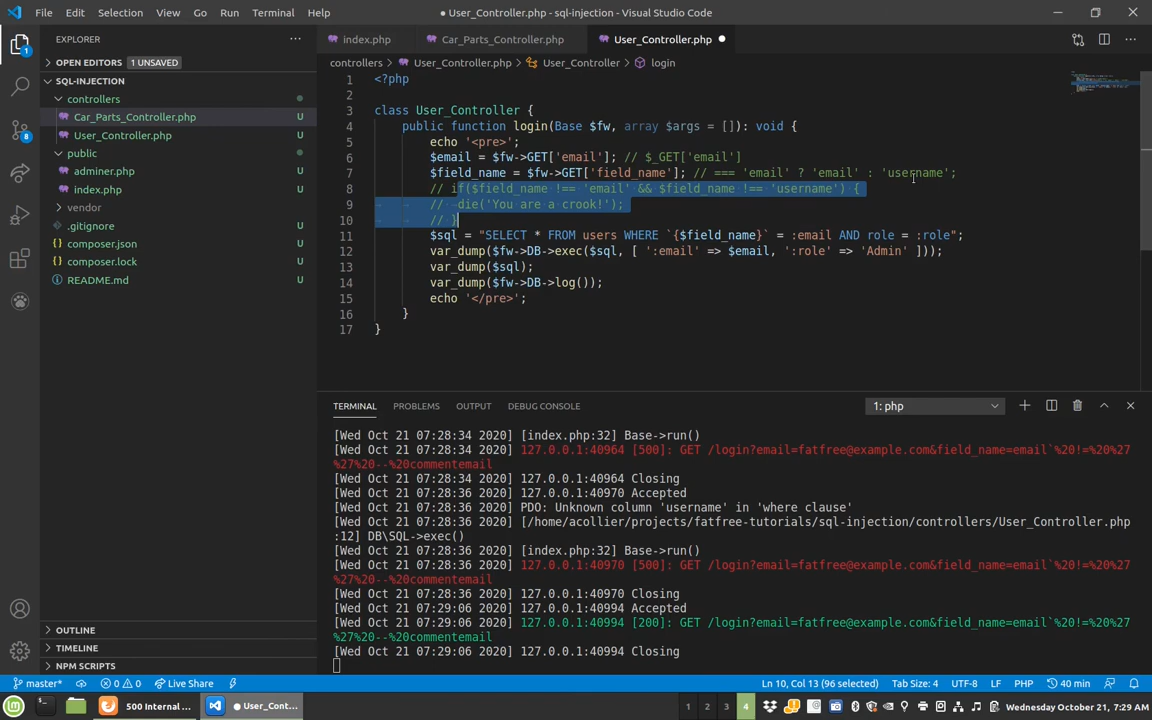 File Edit Selection View Go Run Terminal Help
● User_Controller.php - sql-injection - Visual Studio Code
EXPLORER
OPEN EDITORS 1 UNSAVED
SQL-INJECTION
controllers
Car_Parts_Controller.php U
User_Controller.php U
public
adminer.php U
index.php U
vendor
.gitignore U
composer.json U
composer.lock U
README.md U
OUTLINE
TIMELINE
NPM SCRIPTS
1
8
index.php Car_Parts_Controller.php User_Controller.php ●
controllers > User_Controller.php > User_Controller > login
1 <?php
2
3 class User_Controller {
4 public function login(Base $fw, array $args = []): void {
5 echo '<pre>';
6 $email = $fw->GET['email']; // $_GET['email']
7 $field_name = $fw->GET['field_name']; // === 'email' ? 'email' : 'username';
8 // if($field_name !== 'email' && $field_name !== 'username') {
9 // die('You are a crook!');
10 // }
11 $sql = "SELECT * FROM users WHERE `{$field_name}` = :email AND role = :role";
12 var_dump($fw->DB->exec($sql, [ ':email' => $email, ':role' => 'Admin' ]));
13 var_dump($sql);
14 var_dump($fw->DB->log());
15 echo '</pre>';
16 }
17 }
TERMINAL PROBLEMS OUTPUT DEBUG CONSOLE
1: php
[Wed Oct 21 07:28:34 2020] [index.php:32] Base->run()
[Wed Oct 21 07:28:34 2020] 127.0.0.1:40964 [500]: GET /login?email=fatfree@example.com&field_name=email`%20!=%20%27
%27%20--%20commentemail
[Wed Oct 21 07:28:34 2020] 127.0.0.1:40964 Closing
[Wed Oct 21 07:28:36 2020] 127.0.0.1:40970 Accepted
[Wed Oct 21 07:28:36 2020] PDO: Unknown column 'username' in 'where clause'
[Wed Oct 21 07:28:36 2020] [/home/acollier/projects/fatfree-tutorials/sql-injection/controllers/User_Controller.php
:12] DB\SQL->exec()
[Wed Oct 21 07:28:36 2020] [index.php:32] Base->run()
[Wed Oct 21 07:28:36 2020] 127.0.0.1:40970 [500]: GET /login?email=fatfree@example.com&field_name=email`%20!=%20%27
%27%20--%20commentemail
[Wed Oct 21 07:28:36 2020] 127.0.0.1:40970 Closing
[Wed Oct 21 07:29:06 2020] 127.0.0.1:40994 Accepted
[Wed Oct 21 07:29:06 2020] 127.0.0.1:40994 [200]: GET /login?email=fatfree@example.com&field_name=email`%20!=%20%27
%27%20--%20commentemail
[Wed Oct 21 07:29:06 2020] 127.0.0.1:40994 Closing
master* 0 0 Live Share
Ln 10, Col 13 (96 selected) Tab Size: 4 UTF-8 LF PHP 40 min
500 Internal ... ● User_Cont...
1 2 3 4
Wednesday October 21, 7:29 AM